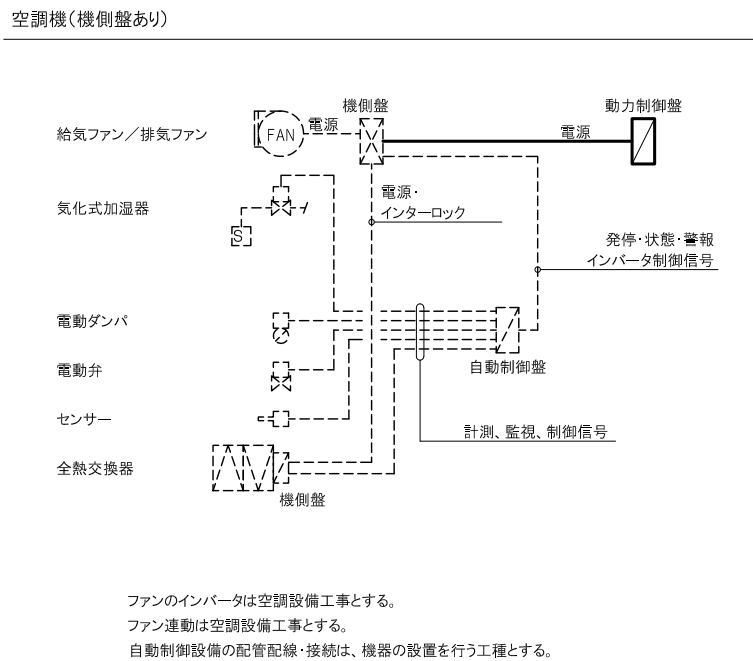 空調機（機側盤あり）
機側盤
動力制御盤
給気ファン／排気ファン
FAN
電源
電源
気化式加湿器
S
電源・
インターロック
発停・状態・警報
インバータ制御信号
電動ダンパ
自動制御盤
電動弁
センサー
計測、監視、制御信号
全熱交換器
機側盤
ファンのインバータは空調設備工事とする。
ファン連動は空調設備工事とする。
自動制御設備の配管配線・接続は、機器の設置を行う工種とする。